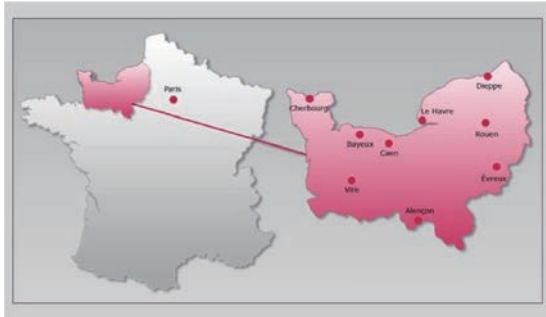 Paris
Dieppe
Cherbourg
Le Havre
Rouen
Bayeux
Caen
Évreux
Vire
Alençon